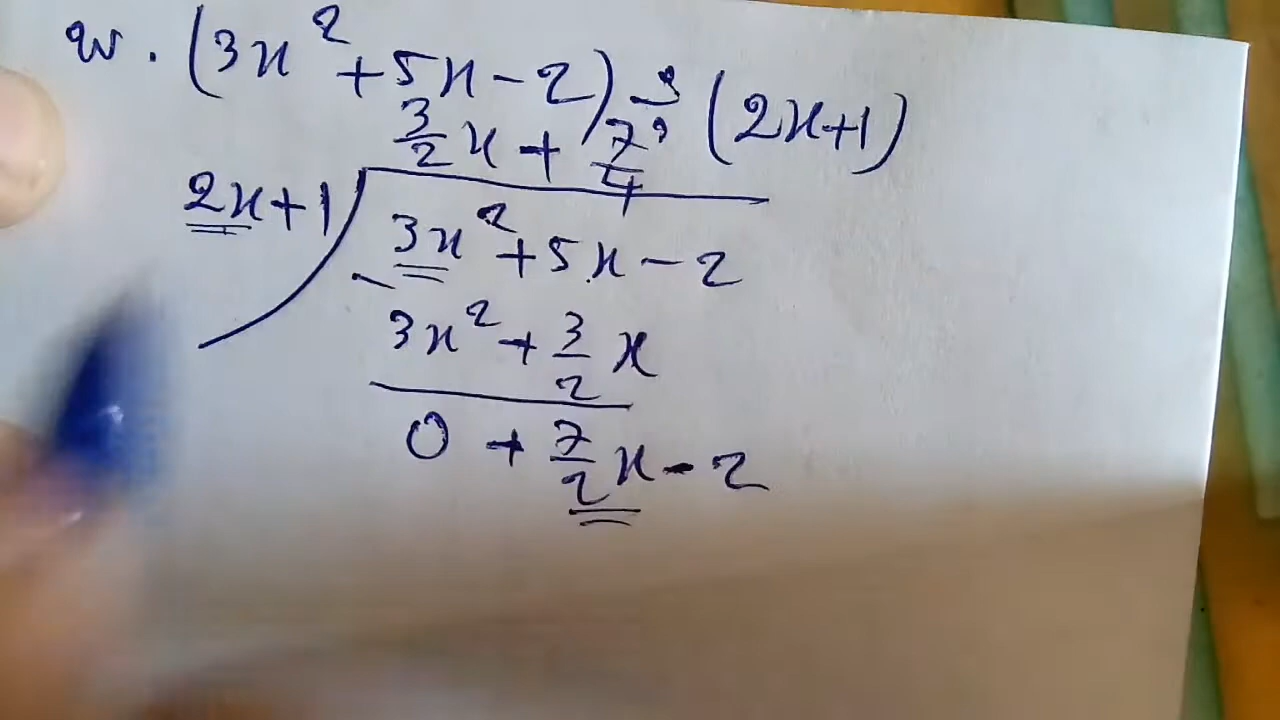 w. (3x² + 5x - 2) ÷ (2x+1)
3/2 x + 7/4
2x+1 ) 3x² + 5x - 2
- 3x² + 3/2 x
0 + 7/2 x - 2